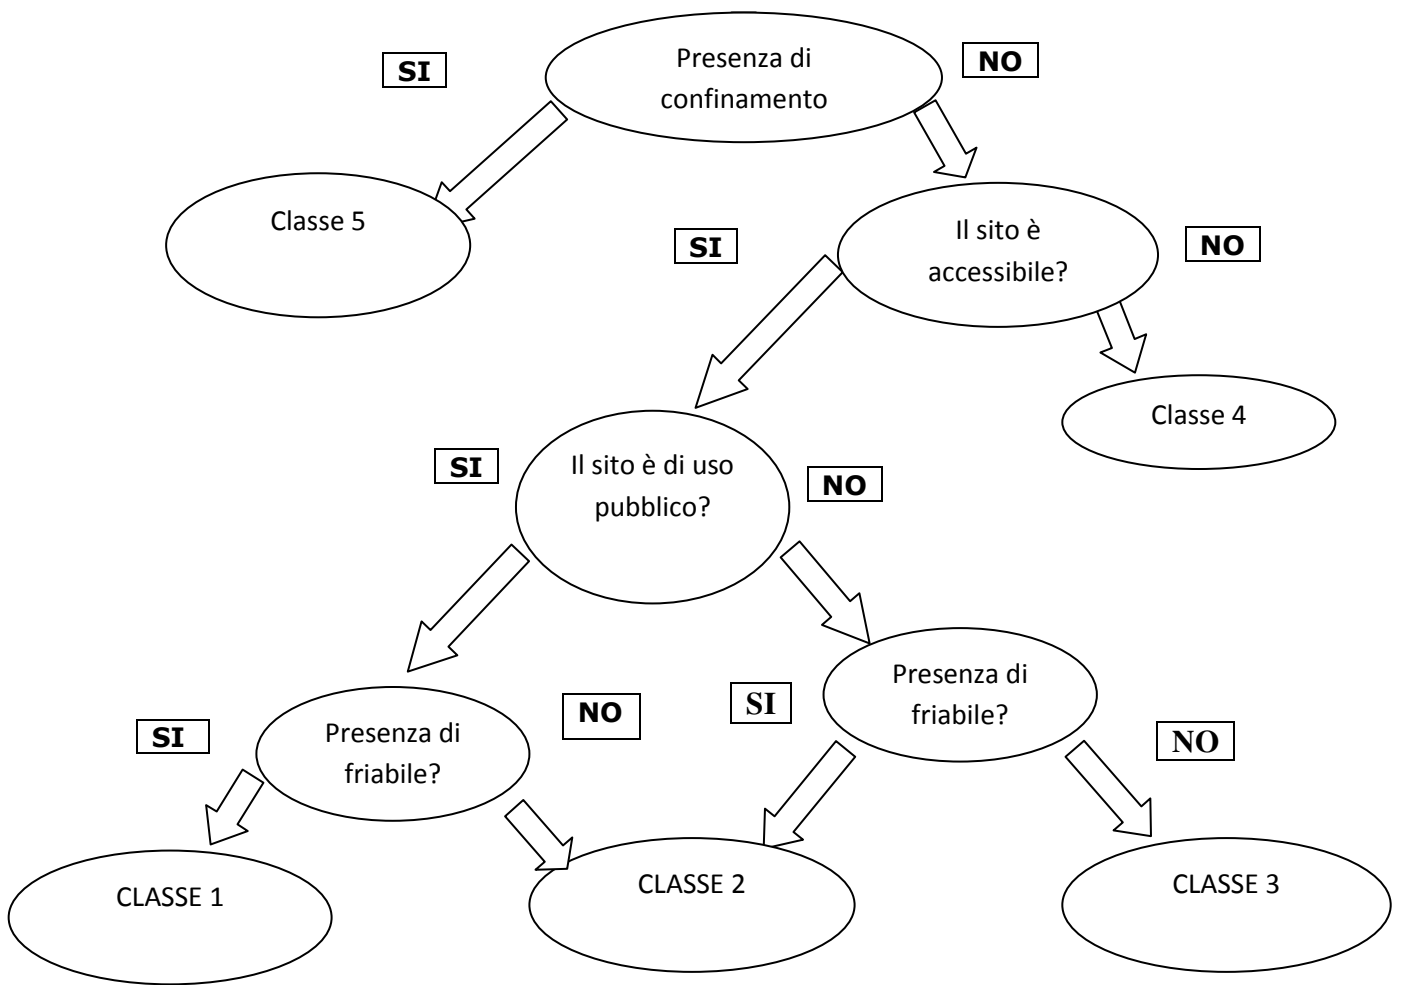 SI
Presenza di
confinamento
NO
Classe 5
SI
Il sito è
accessibile?
NO
Classe 4
SI
Il sito è di uso
pubblico?
NO
SI
Presenza di
friabile?
NO
SI
Presenza di
friabile?
NO
CLASSE 1
CLASSE 2
CLASSE 3